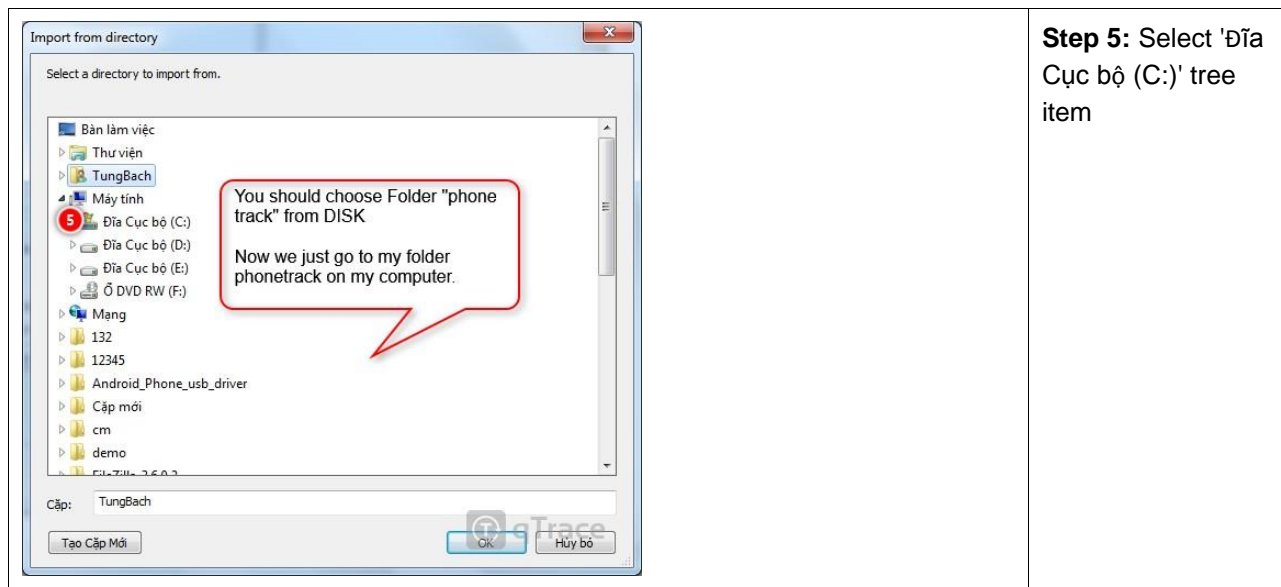 Import from directory
Select a directory to import from.
Bàn làm việc
Thư viện
TungBach
Máy tính
5
Đĩa Cục bộ (C:)
Đĩa Cục bộ (D:)
Đĩa Cục bộ (E:)
Ổ DVD RW (F:)
Mạng
132
12345
Android_Phone_usb_driver
Cặp mới
cm
demo
You should choose Folder "phone
track" from DISK
Now we just go to my folder
phonetrack on my computer.
Cặp:
TungBach
Tạo Cặp Mới
OK
Hủy bỏ
qTrace
Step 5: Select 'Đĩa
Cục bộ (C:)' tree
item